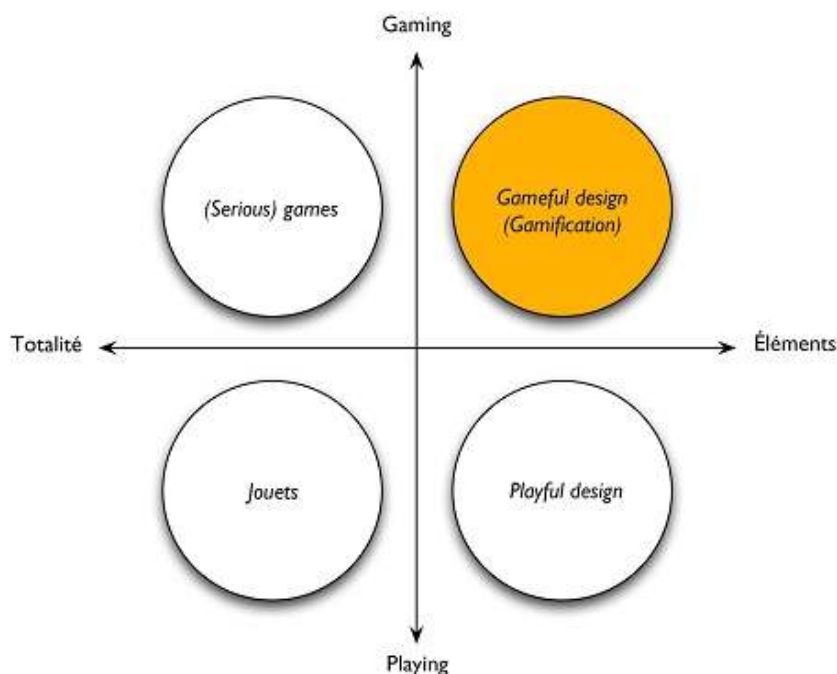 Gaming
(Serious) games
Gameful design
(Gamification)
Totalité
Éléments
Jouets
Playful design
Playing